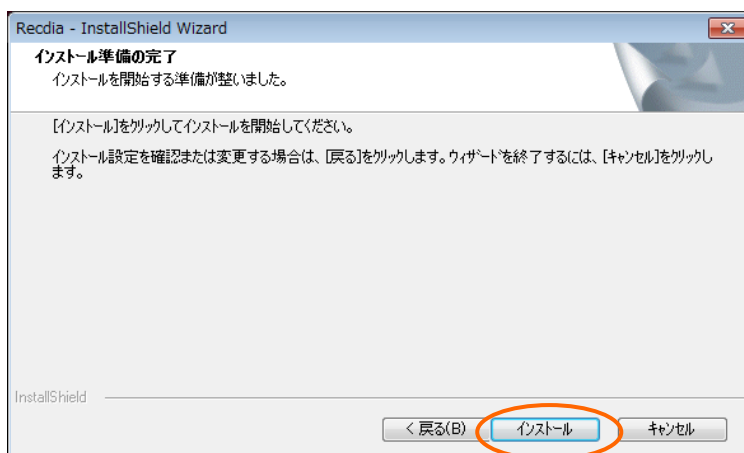 Recdia - InstallShield Wizard
インストール準備の完了
インストールを開始する準備が整いました。
[インストール]をクリックしてインストールを開始してください。
インストール設定を確認または変更する場合は、[戻る]をクリックします。ウィザードを終了するには、[キャンセル]をクリックし
ます。
InstallShield
< 戻る(B)
インストール
キャンセル